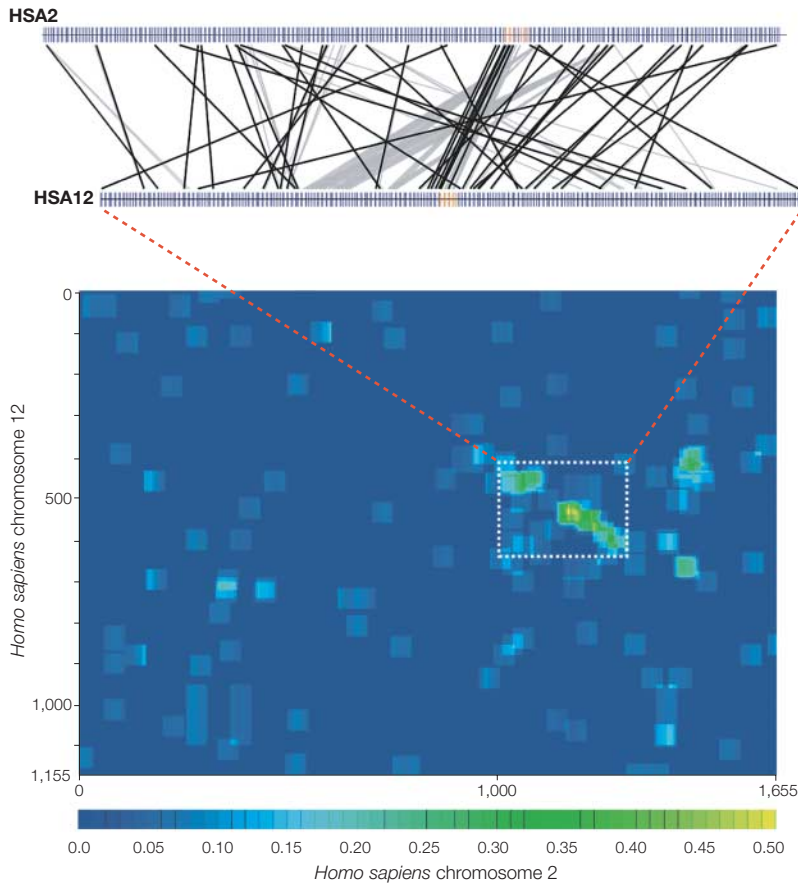 HSA2
HSA12
0
500
1,000
1,155
Homo sapiens chromosome 12
0 1,000 1,655
0.0 0.05 0.10 0.15 0.20 0.25 0.30 0.35 0.40 0.45 0.50
Homo sapiens chromosome 2